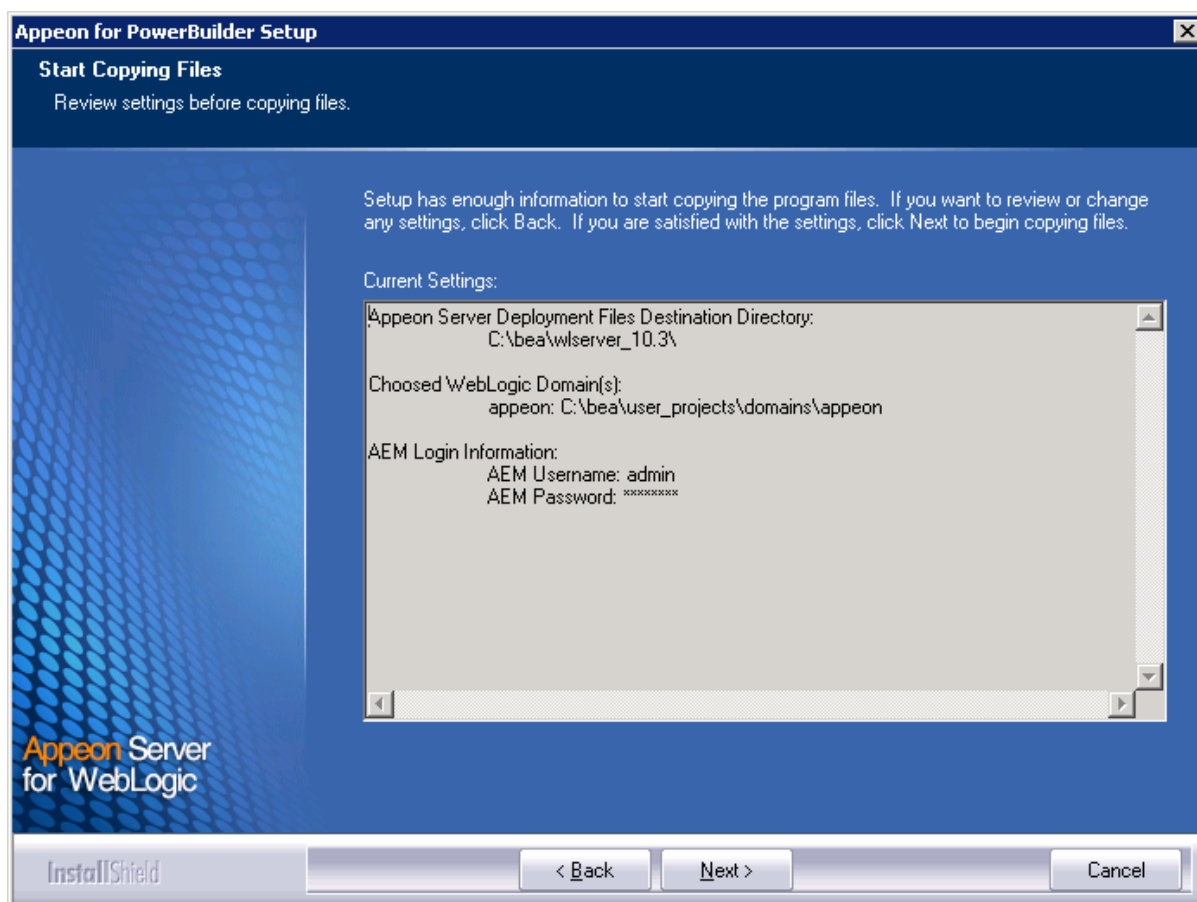 Appeon for PowerBuilder Setup
Start Copying Files
Review settings before copying files.
Setup has enough information to start copying the program files. If you want to review or change
any settings, click Back. If you are satisfied with the settings, click Next to begin copying files.
Current Settings:
Appeon Server Deployment Files Destination Directory:
C:\bea\wlserver_10.3\
Choosed WebLogic Domain(s):
appeon: C:\bea\user_projects\domains\appeon
AEM Login Information:
AEM Username: admin
AEM Password: ********
Appeon Server
for WebLogic
InstallShield
< Back
Next >
Cancel